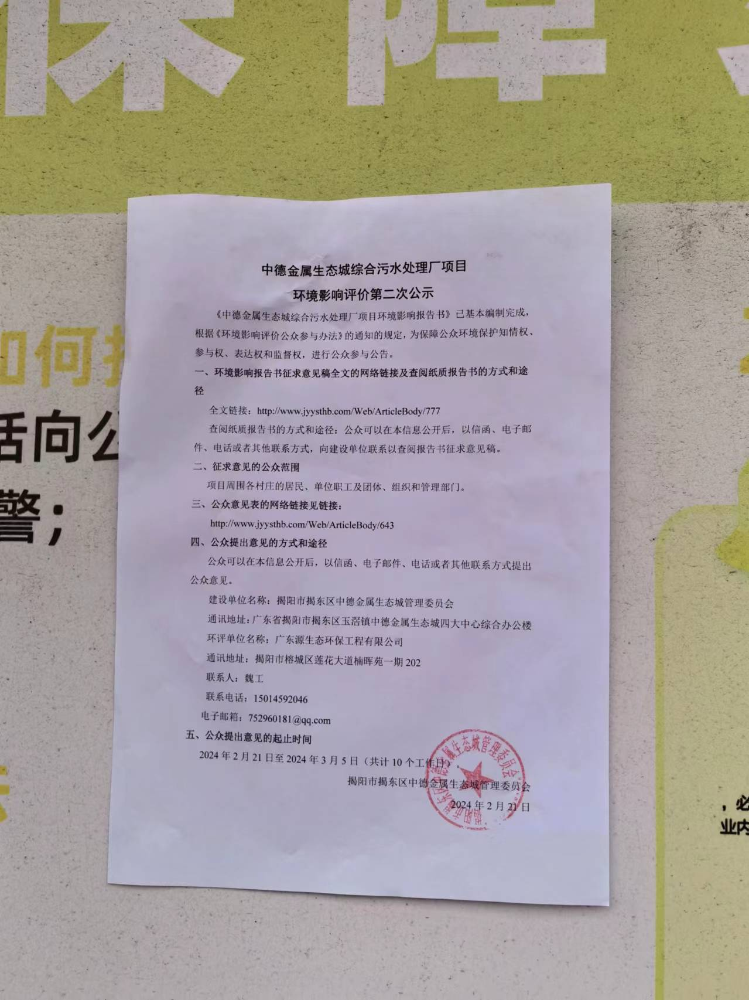 保障
如何
话向公
警；
中德金属生态城综合污水处理厂项目
环境影响评价第二次公示
《中德金属生态城综合污水处理厂项目环境影响报告书》已基本编制完成，
根据《环境影响评价公众参与办法》的通知的规定，为保障公众环境保护知情权、
参与权、表达权和监督权，进行公众参与公告。
一、环境影响报告书征求意见稿全文的网络链接及查阅纸质报告书的方式和途
径
全文链接：http://www.jyysthb.com/Web/ArticleBody/777
查阅纸质报告书的方式和途径：公众可以在本信息公开后，以信函、电子邮
件、电话或者其他联系方式，向建设单位联系以查阅报告书征求意见稿。
二、征求意见的公众范围
项目周围各村庄的居民、单位职工及团体、组织和管理部门。
三、公众意见表的网络链接见链接：
http://www.jyysthb.com/Web/ArticleBody/643
四、公众提出意见的方式和途径
公众可以在本信息公开后，以信函、电子邮件、电话或者其他联系方式提出
公众意见。
建设单位名称：揭阳市揭东区中德金属生态城管理委员会
通讯地址：广东省揭阳市揭东区玉滘镇中德金属生态城四大中心综合办公楼
环评单位名称：广东源生态环保工程有限公司
通讯地址：揭阳市榕城区莲花大道楠晖苑一期 202
联系人：魏工
联系电话：15014592046
电子邮箱：752960181@qq.com
五、公众提出意见的起止时间
2024 年 2 月 21 日至 2024 年 3 月 5 日（共计 10 个工作日）。
揭阳市揭东区中德金属生态城管理委员会
2024 年 2 月 21 日
揭阳市揭东区中德金属生态城管理委员会
，必
业内